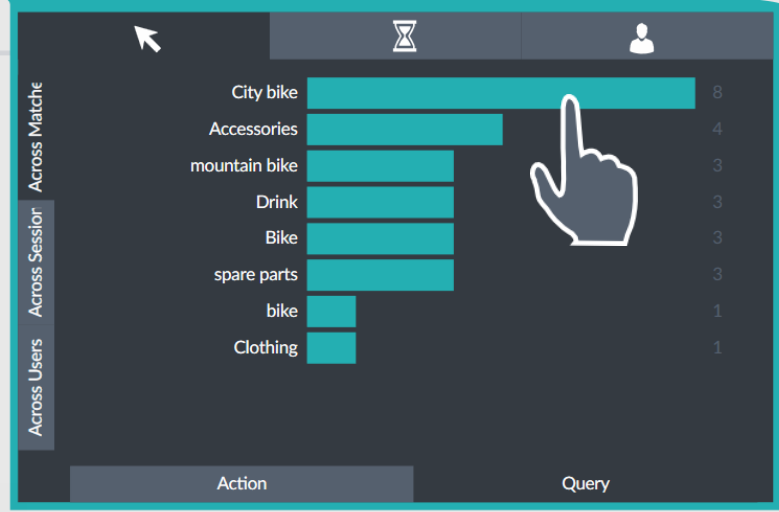 Across Matche
Across Session
Across Users
City bike 8
Accessories 4
mountain bike 3
Drink 3
Bike 3
spare parts 3
bike 1
Clothing 1
Action
Query